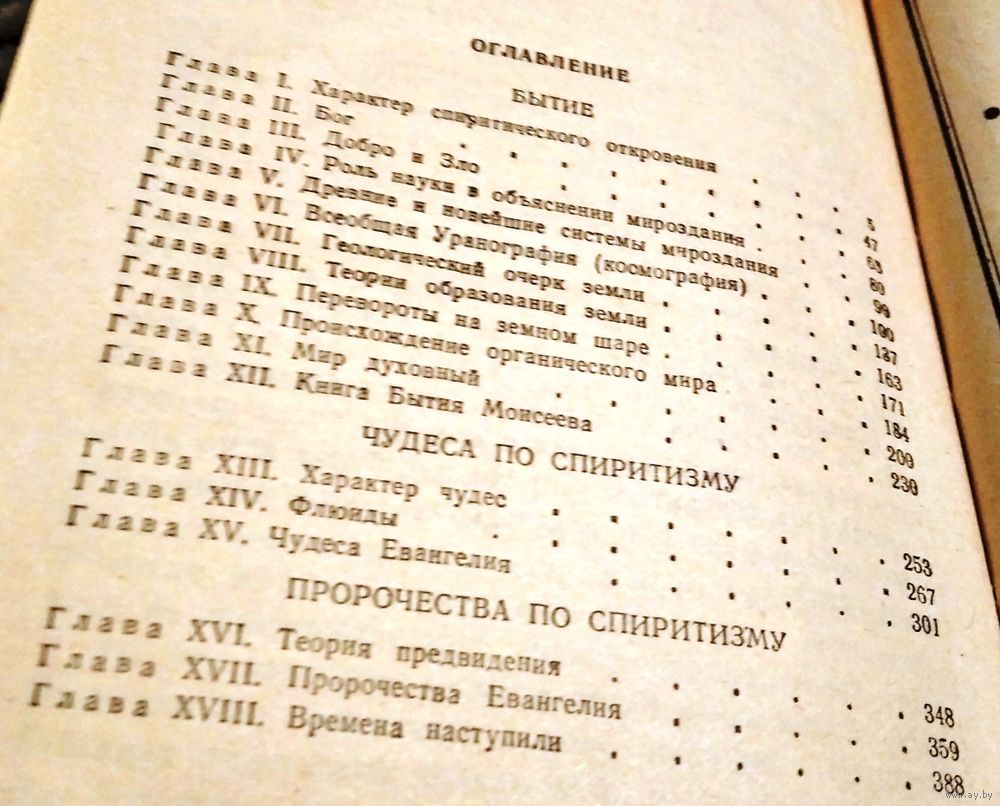 ОГЛАВЛЕНИЕ
БЫТИЕ
Глава I. Характер спиритического откровения . . . 5
Глава II. Бог . . . . . . . 47
Глава III. Добро и Зло . . . . . . 60
Глава IV. Роль науки в объяснении мироздания . . . 80
Глава V. Древние и новейшие системы мироздания . . 99
Глава VI. Всеобщая Уранография (космография) . . . 100
Глава VII. Геологический очерк земли . . . . 137
Глава VIII. Теории образования земли . . . . 163
Глава IX. Перевороты на земном шаре . . . . 171
Глава X. Происхождение органического мира . . . 184
Глава XI. Мир духовный . . . . . . 200
Глава XII. Книга Бытия Моисеева . . . . 230
ЧУДЕСА ПО СПИРИТИЗМУ
Глава XIII. Характер чудес . . . . . . 253
Глава XIV. Флюиды . . . . . . . 267
Глава XV. Чудеса Евангелия . . . . . 301
ПРОРОЧЕСТВА ПО СПИРИТИЗМУ
Глава XVI. Теория предвидения . . . . . 348
Глава XVII. Пророчества Евангелия . . . . 359
Глава XVIII. Времена наступили . . . . . 388
www.ay.by